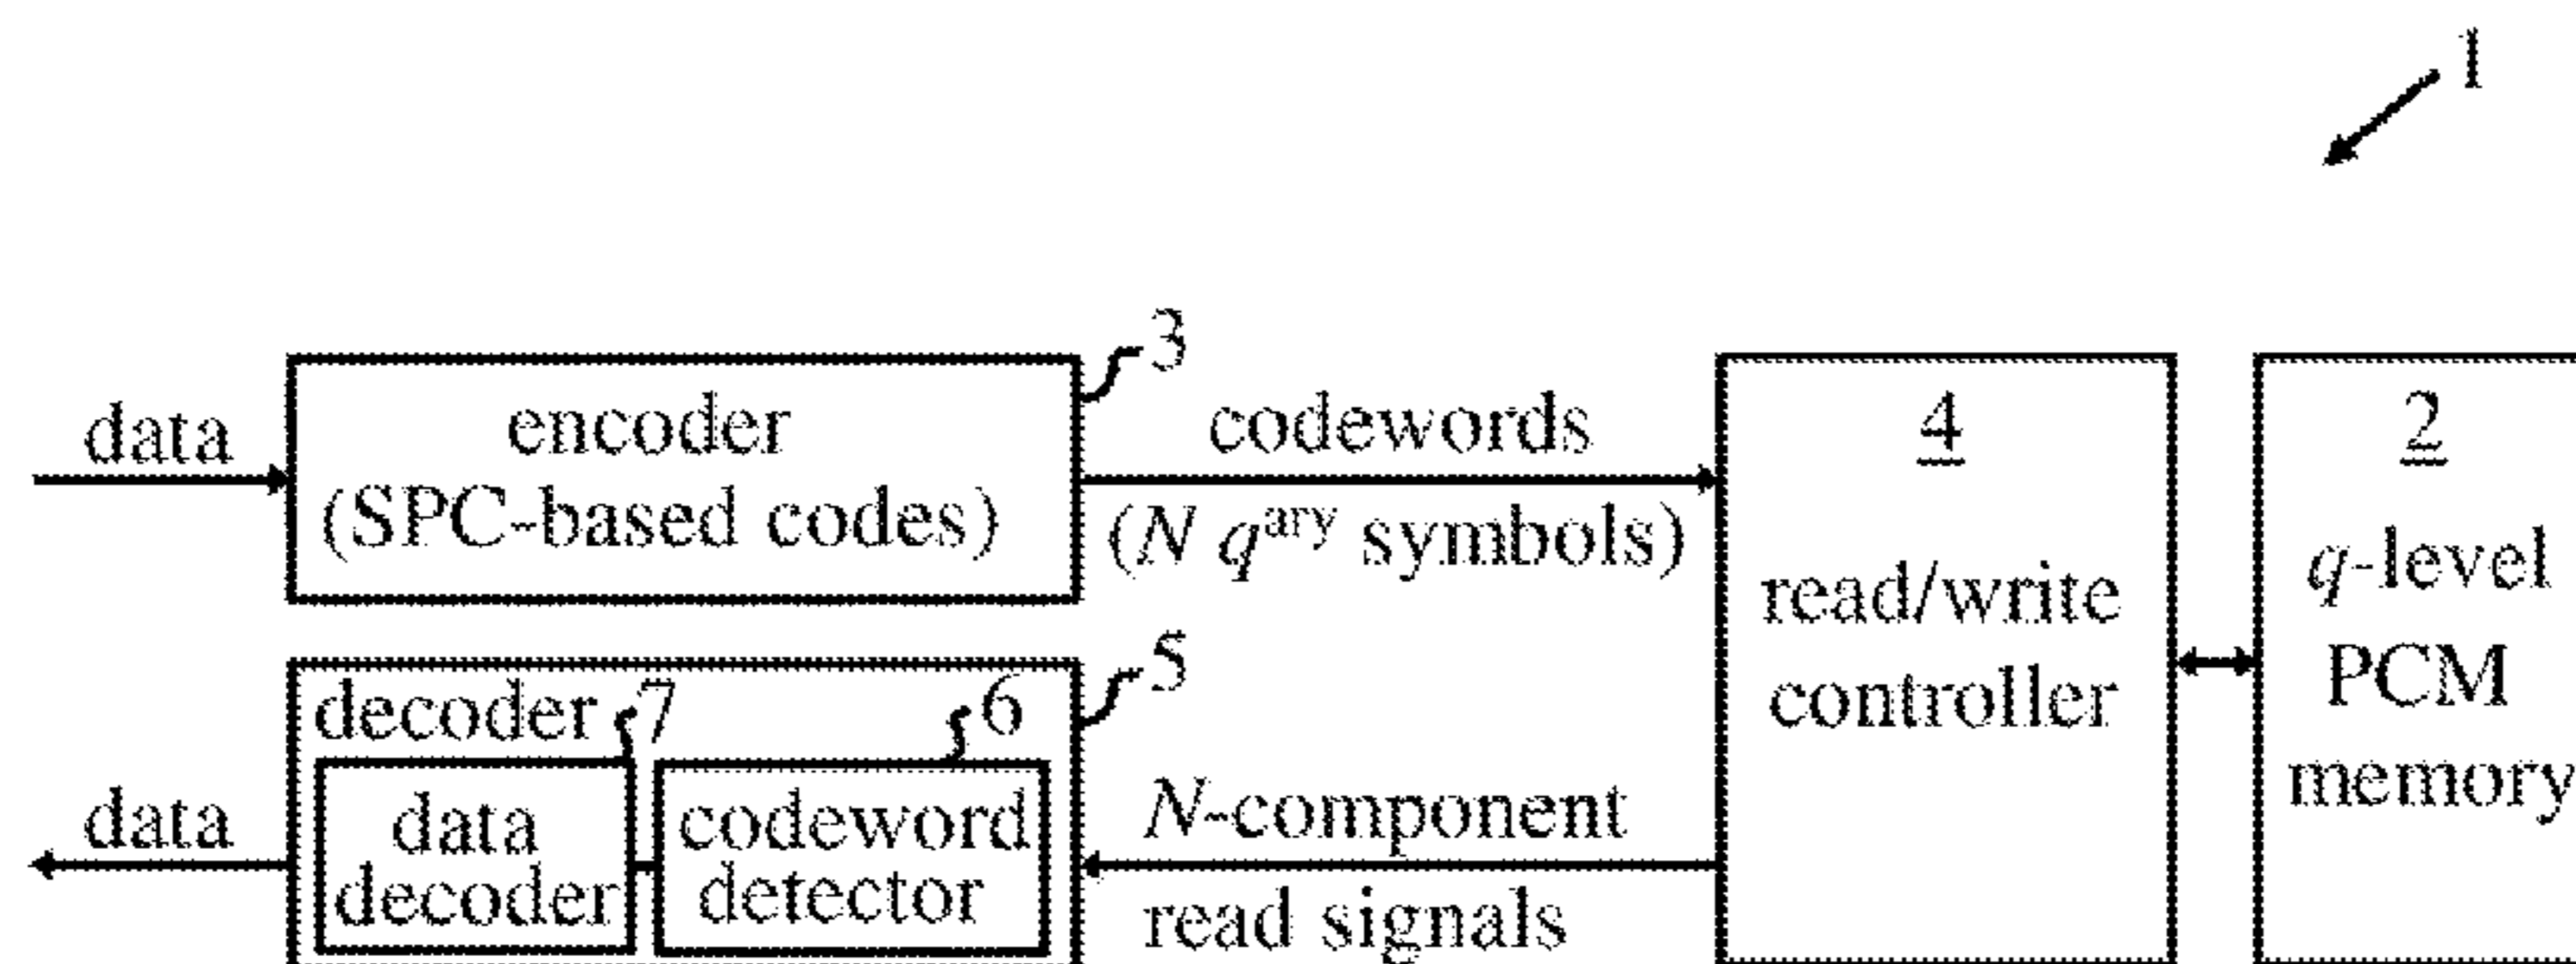 1
3
data
encoder
(SPC-based codes)
codewords
(N q^ary symbols)
4
read/write
controller
2
q-level
PCM
memory
5
decoder
7
6
data
data
decoder
codeword
detector
N-component
read signals